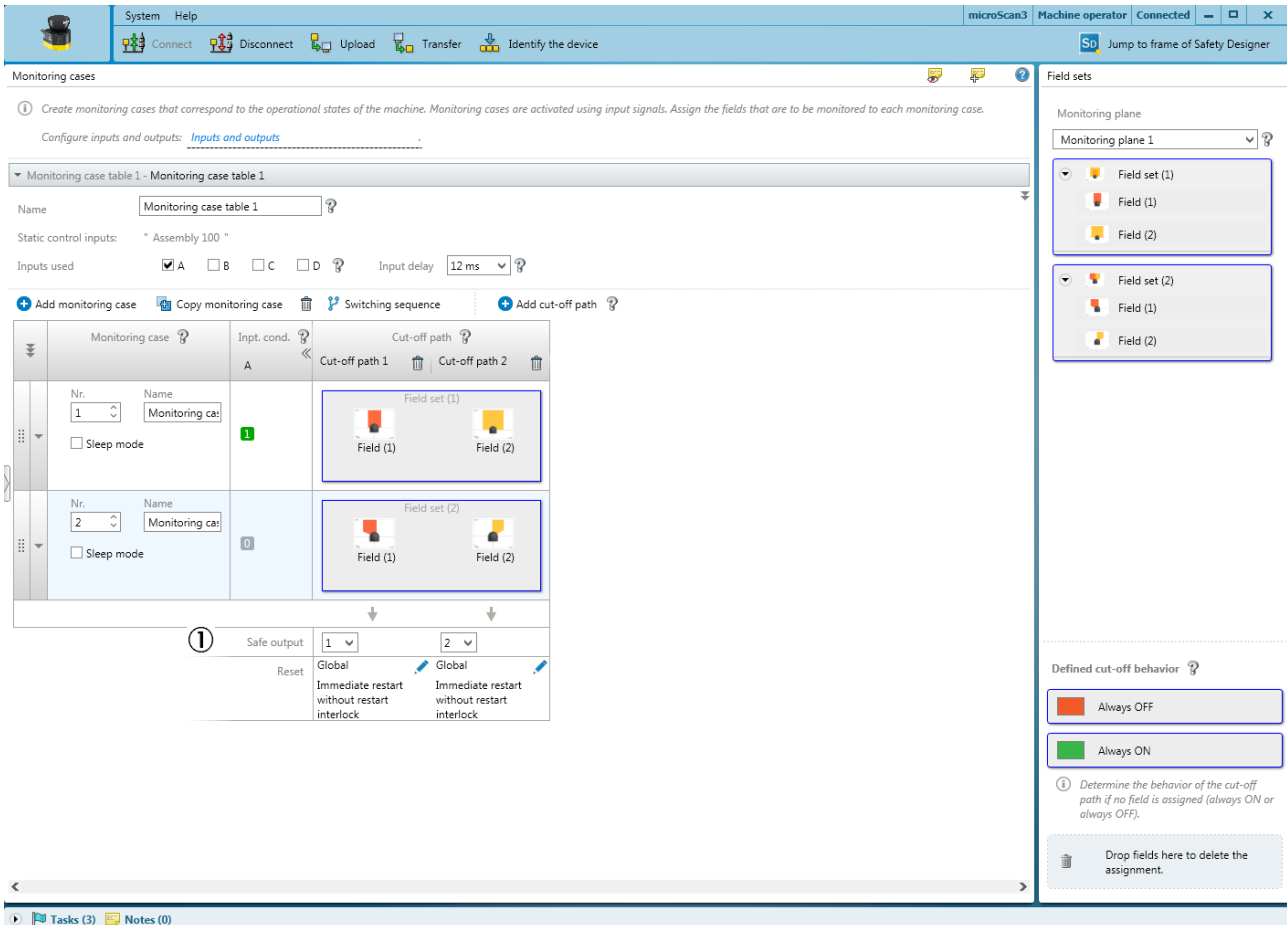 System Help
microScan3 Machine operator Connected
Connect Disconnect Upload Transfer Identify the device
SD Jump to frame of Safety Designer
Monitoring cases
Create monitoring cases that correspond to the operational states of the machine. Monitoring cases are activated using input signals. Assign the fields that are to be monitored to each monitoring case.
Configure inputs and outputs: Inputs and outputs .
Monitoring case table 1 - Monitoring case table 1
Name Monitoring case table 1
Static control inputs: " Assembly 100 "
Inputs used A B C D Input delay 12 ms
Add monitoring case Copy monitoring case Switching sequence Add cut-off path
Monitoring case Inpt. cond. Cut-off path
A Cut-off path 1 Cut-off path 2
Nr. Name Field set (1)
1 Monitoring cas
1
Sleep mode Field (1) Field (2)
Nr. Name Field set (2)
2 Monitoring cas
0
Sleep mode Field (1) Field (2)
① Safe output 1 2
Reset Global Global
Immediate restart Immediate restart
without restart without restart
interlock interlock
Field sets
Monitoring plane
Monitoring plane 1
Field set (1)
Field (1)
Field (2)
Field set (2)
Field (1)
Field (2)
Defined cut-off behavior
Always OFF
Always ON
Determine the behavior of the cut-off
path if no field is assigned (always ON or
always OFF).
Drop fields here to delete the
assignment.
Tasks (3) Notes (0)